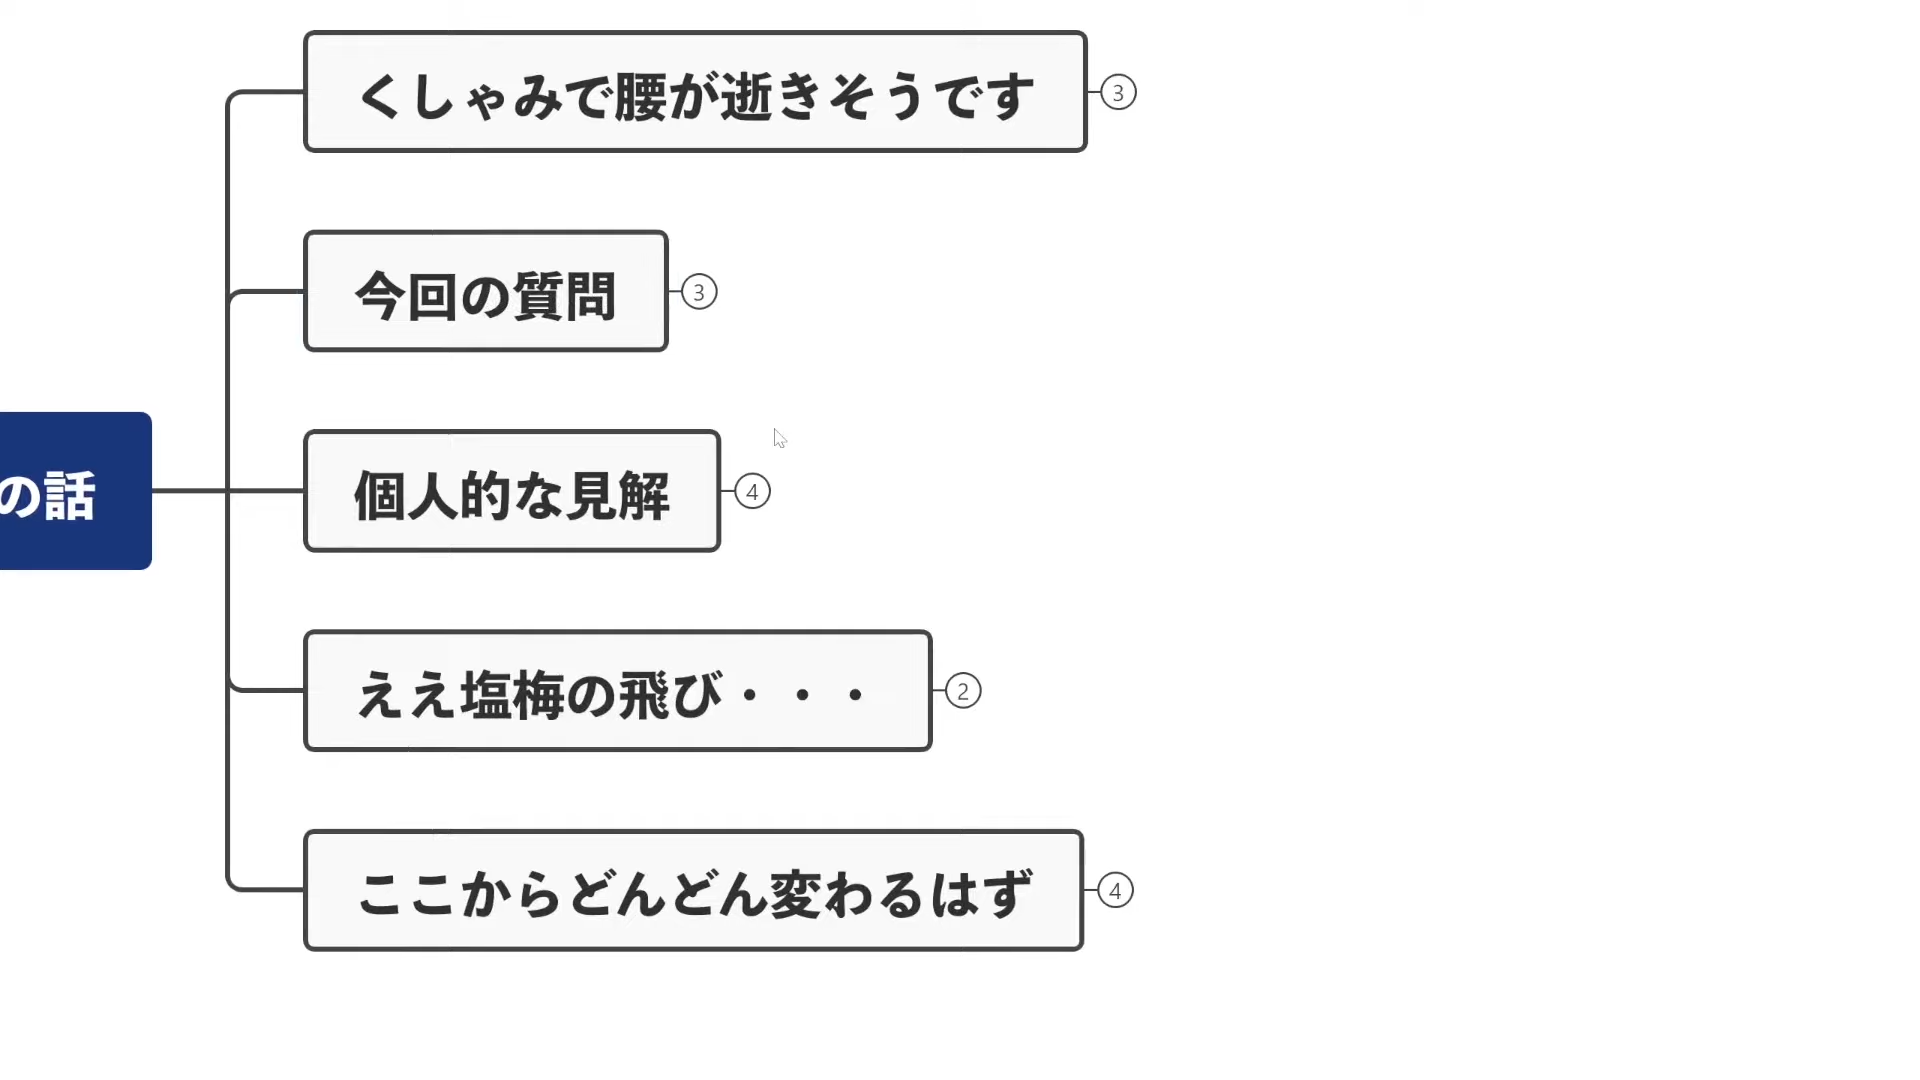 くしゃみで腰が逝きそうです
3
今回の質問
3
の話
個人的な見解
4
ええ塩梅の飛び・・・
2
ここからどんどん変わるはず
4